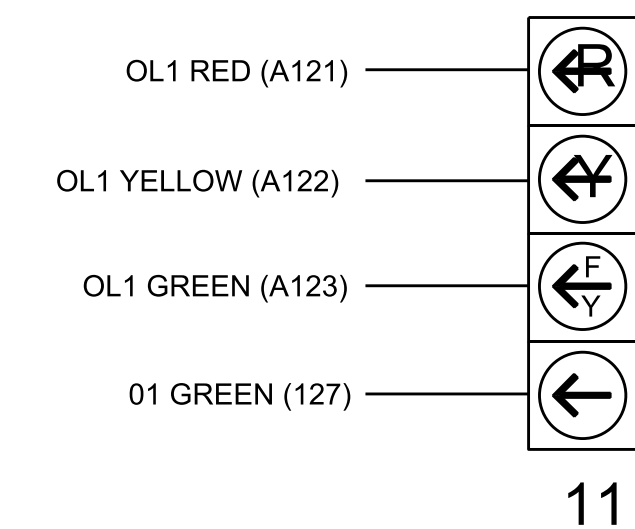 OL1 RED (A121)
R
OL1 YELLOW (A122)
Y
OL1 GREEN (A123)
F
Y
01 GREEN (127)
11